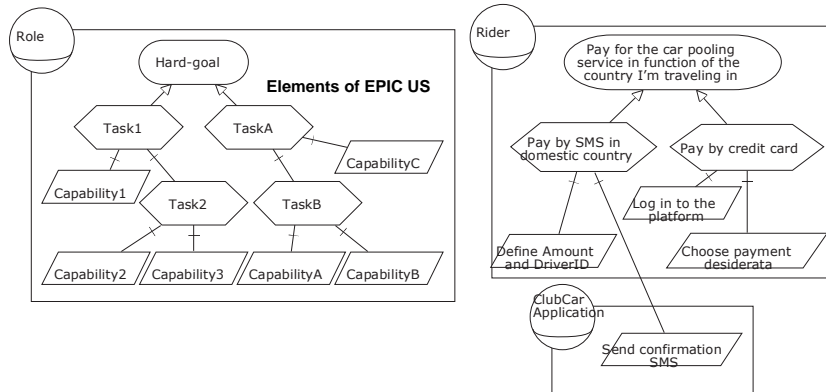 Role
Hard-goal
Elements of EPIC US
Task1
TaskA
Capability1
CapabilityC
Task2
TaskB
Capability2
Capability3
CapabilityA
CapabilityB
Rider
Pay for the car pooling
service in function of the
country I'm traveling in
Pay by SMS in
domestic country
Pay by credit card
Log in to the
platform
Define Amount
and DriverID
Choose payment
desiderata
ClubCar
Application
Send confirmation
SMS